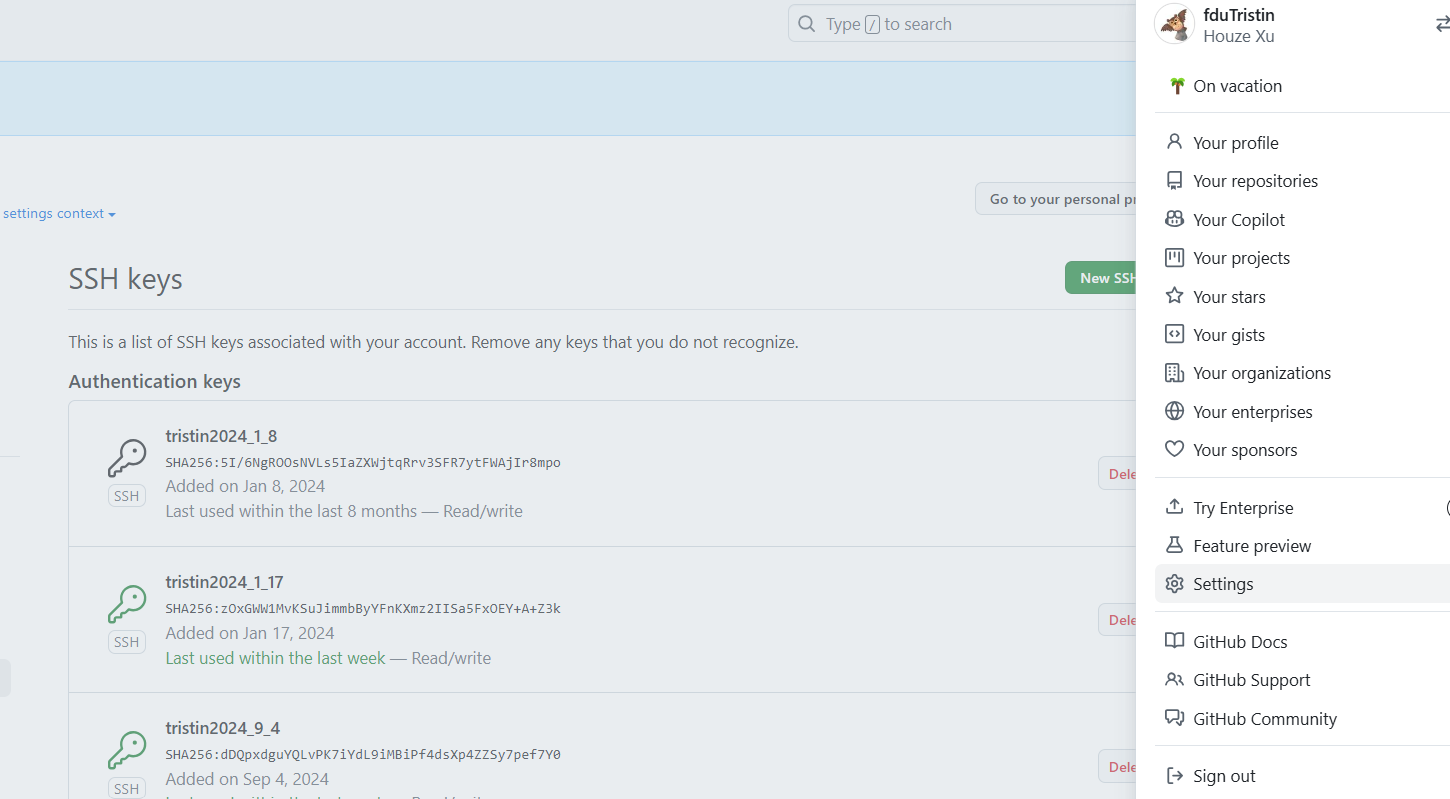 Type / to search
settings context
Go to your personal pr
SSH keys
New SSH
This is a list of SSH keys associated with your account. Remove any keys that you do not recognize.
Authentication keys
tristin2024_1_8
SHA256:5I/6NgROOsNVLs5IaZXWjtqRrv3SFR7ytFWAjIr8mpo
Added on Jan 8, 2024
Last used within the last 8 months — Read/write
SSH
Dele
tristin2024_1_17
SHA256:zOxGWW1MvKSuJimmbByYFnKXmz2IISa5FxOEY+A+Z3k
Added on Jan 17, 2024
Last used within the last week — Read/write
SSH
Dele
tristin2024_9_4
SHA256:dDQpxdguYQLvPK7iYdL9iMBiPf4dsXp4ZZSy7pef7Y0
Added on Sep 4, 2024
SSH
Dele
fduTristin
Houze Xu
On vacation
Your profile
Your repositories
Your Copilot
Your projects
Your stars
Your gists
Your organizations
Your enterprises
Your sponsors
Try Enterprise
Feature preview
Settings
GitHub Docs
GitHub Support
GitHub Community
Sign out